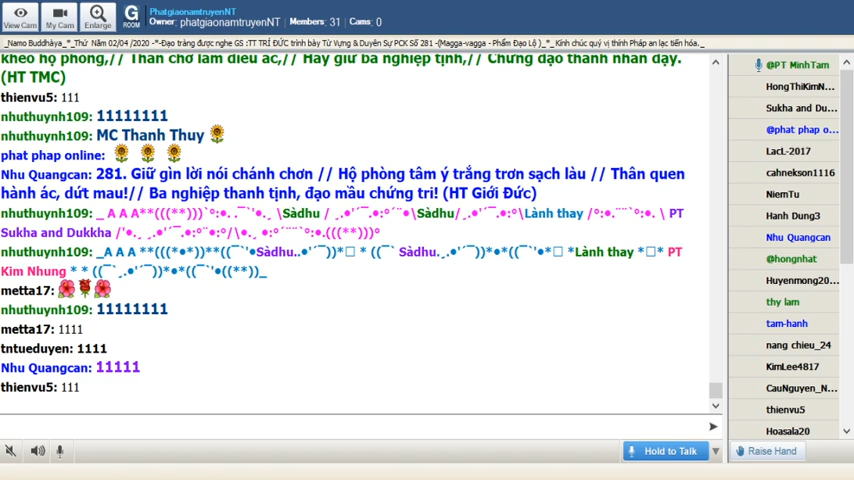 View Cam
My Cam
Enlarge
G
ROOM
PhatgiaonamtruyenNT
Owner: phatgiaonamtruyenNT | Members: 31 | Cams: 0
_Namo Buddhàya_*_Thứ Năm 02/04 /2020 -*-Đạo tràng được nghe GS :TT TRÍ ĐỨC trình bày Từ Vựng & Duyên Sự PCK Số 281 -(Magga-vagga - Phẩm Đạo Lộ )_*_ Kính chúc quý vị thính Pháp an lạc tiến hóa._
khéo hộ phòng,// Thân chớ làm điều ác,// Hãy giữ ba nghiệp tịnh,// Chứng đạo thánh nhân dạy.
(HT TMC)
thienvu5: 111
nhuthuynh109: 11111111
nhuthuynh109: MC Thanh Thuy
phat phap online:
Nhu Quangcan: 281. Giữ gìn lời nói chánh chơn // Hộ phòng tâm ý trắng trơn sạch làu // Thân quen
hành ác, dứt mau!// Ba nghiệp thanh tịnh, đạo mầu chứng tri! (HT Giới Đức)
nhuthuynh109: _ A A A**(((**)))Sàdhu Sàdhu Lành thay PT
Sukha and Dukkha
nhuthuynh109: _A A A Sàdhu Sàdhu Lành thay PT
Kim Nhung
metta17:
nhuthuynh109: 11111111
metta17: 1111
tntueduyen: 1111
Nhu Quangcan: 11111
thienvu5: 111
Hold to Talk
@PT MinhTam
HongThiKimN...
Sukha and Du...
@phat phap o...
LacL-2017
cahnekson1116
NiemTu
Hanh Dung3
Nhu Quangcan
@hongnhat
Huyenmong20...
thy lam
tam-hanh
nang chieu_24
KimLee4817
CauNguyen_N...
thienvu5
Hoasala20
Raise Hand